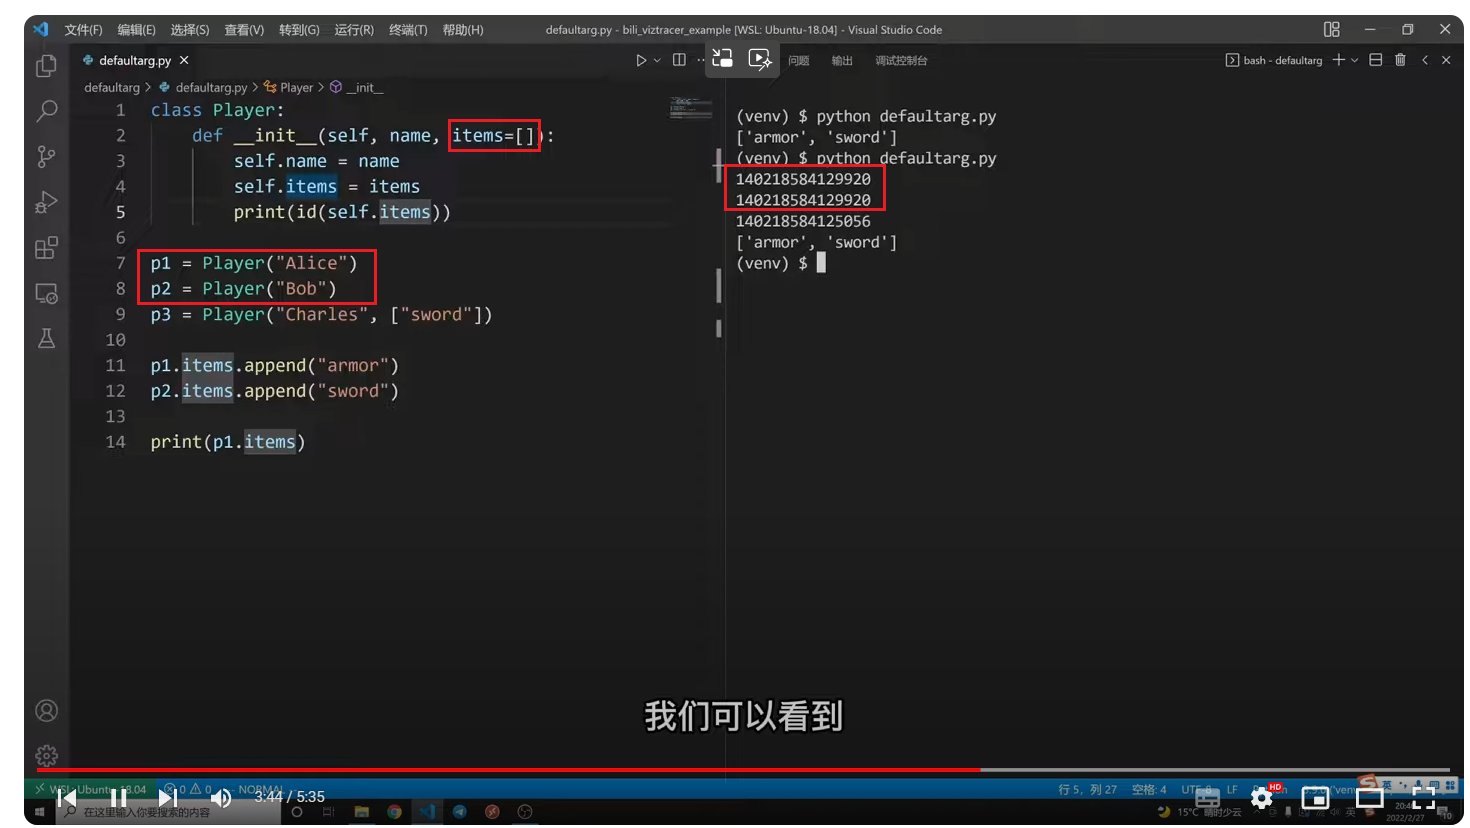 文件(F) 编辑(E) 选择(S) 查看(V) 转到(G) 运行(R) 终端(T) 帮助(H)
defaultarg.py - bili_viztracer_example [WSL: Ubuntu-18.04] - Visual Studio Code
defaultarg.py
问题 输出 调试控制台
bash - defaultarg
defaultarg > defaultarg.py > Player > __init__
1 class Player:
2 def __init__(self, name, items=[]):
3 self.name = name
4 self.items = items
5 print(id(self.items))
6
7 p1 = Player("Alice")
8 p2 = Player("Bob")
9 p3 = Player("Charles", ["sword"])
10
11 p1.items.append("armor")
12 p2.items.append("sword")
13
14 print(p1.items)
(venv) $ python defaultarg.py
['armor', 'sword']
(venv) $ python defaultarg.py
140218584129920
140218584129920
140218584125056
['armor', 'sword']
(venv) $
我们可以看到
WSL: Ubuntu-18.04 0 0 -- NORMAL --
行 5，列 27 空格: 4 UTF-8 LF
3:44 / 5:35
HD
在这里输入你要搜索的内容
15°C 晴时少云 英
2022/2/27